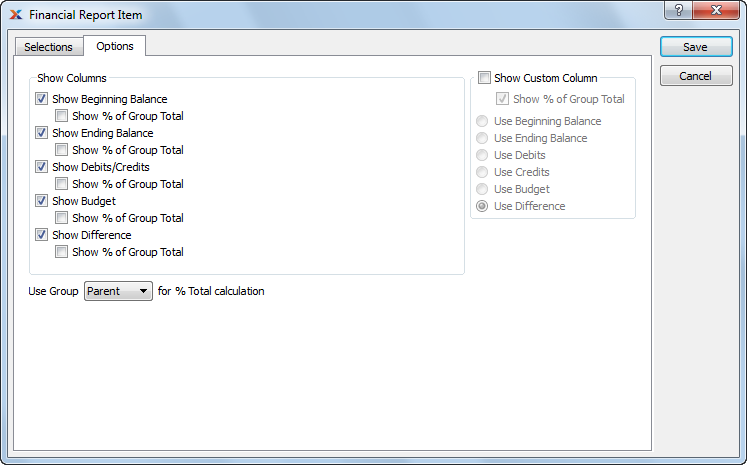 Financial Report Item
?
Selections
Options
Save
Cancel
Show Columns
Show Beginning Balance
Show % of Group Total
Show Ending Balance
Show % of Group Total
Show Debits/Credits
Show % of Group Total
Show Budget
Show % of Group Total
Show Difference
Show % of Group Total
Show Custom Column
Show % of Group Total
Use Beginning Balance
Use Ending Balance
Use Debits
Use Credits
Use Budget
Use Difference
Use Group Parent for % Total calculation